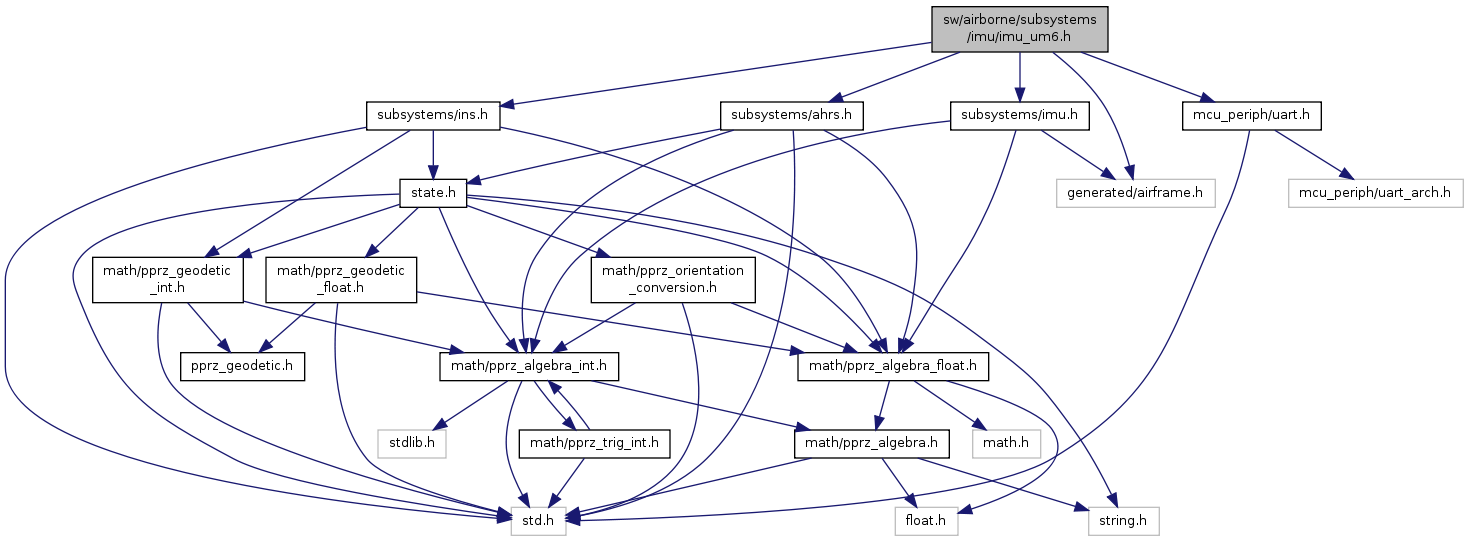 sw/airborne/subsystems
/imu/imu_um6.h
subsystems/ins.h
subsystems/ahrs.h
subsystems/imu.h
mcu_periph/uart.h
state.h
generated/airframe.h
mcu_periph/uart_arch.h
math/pprz_geodetic
_int.h
math/pprz_geodetic
_float.h
math/pprz_orientation
_conversion.h
pprz_geodetic.h
math/pprz_algebra_int.h
math/pprz_algebra_float.h
stdlib.h
math/pprz_trig_int.h
math/pprz_algebra.h
math.h
std.h
float.h
string.h